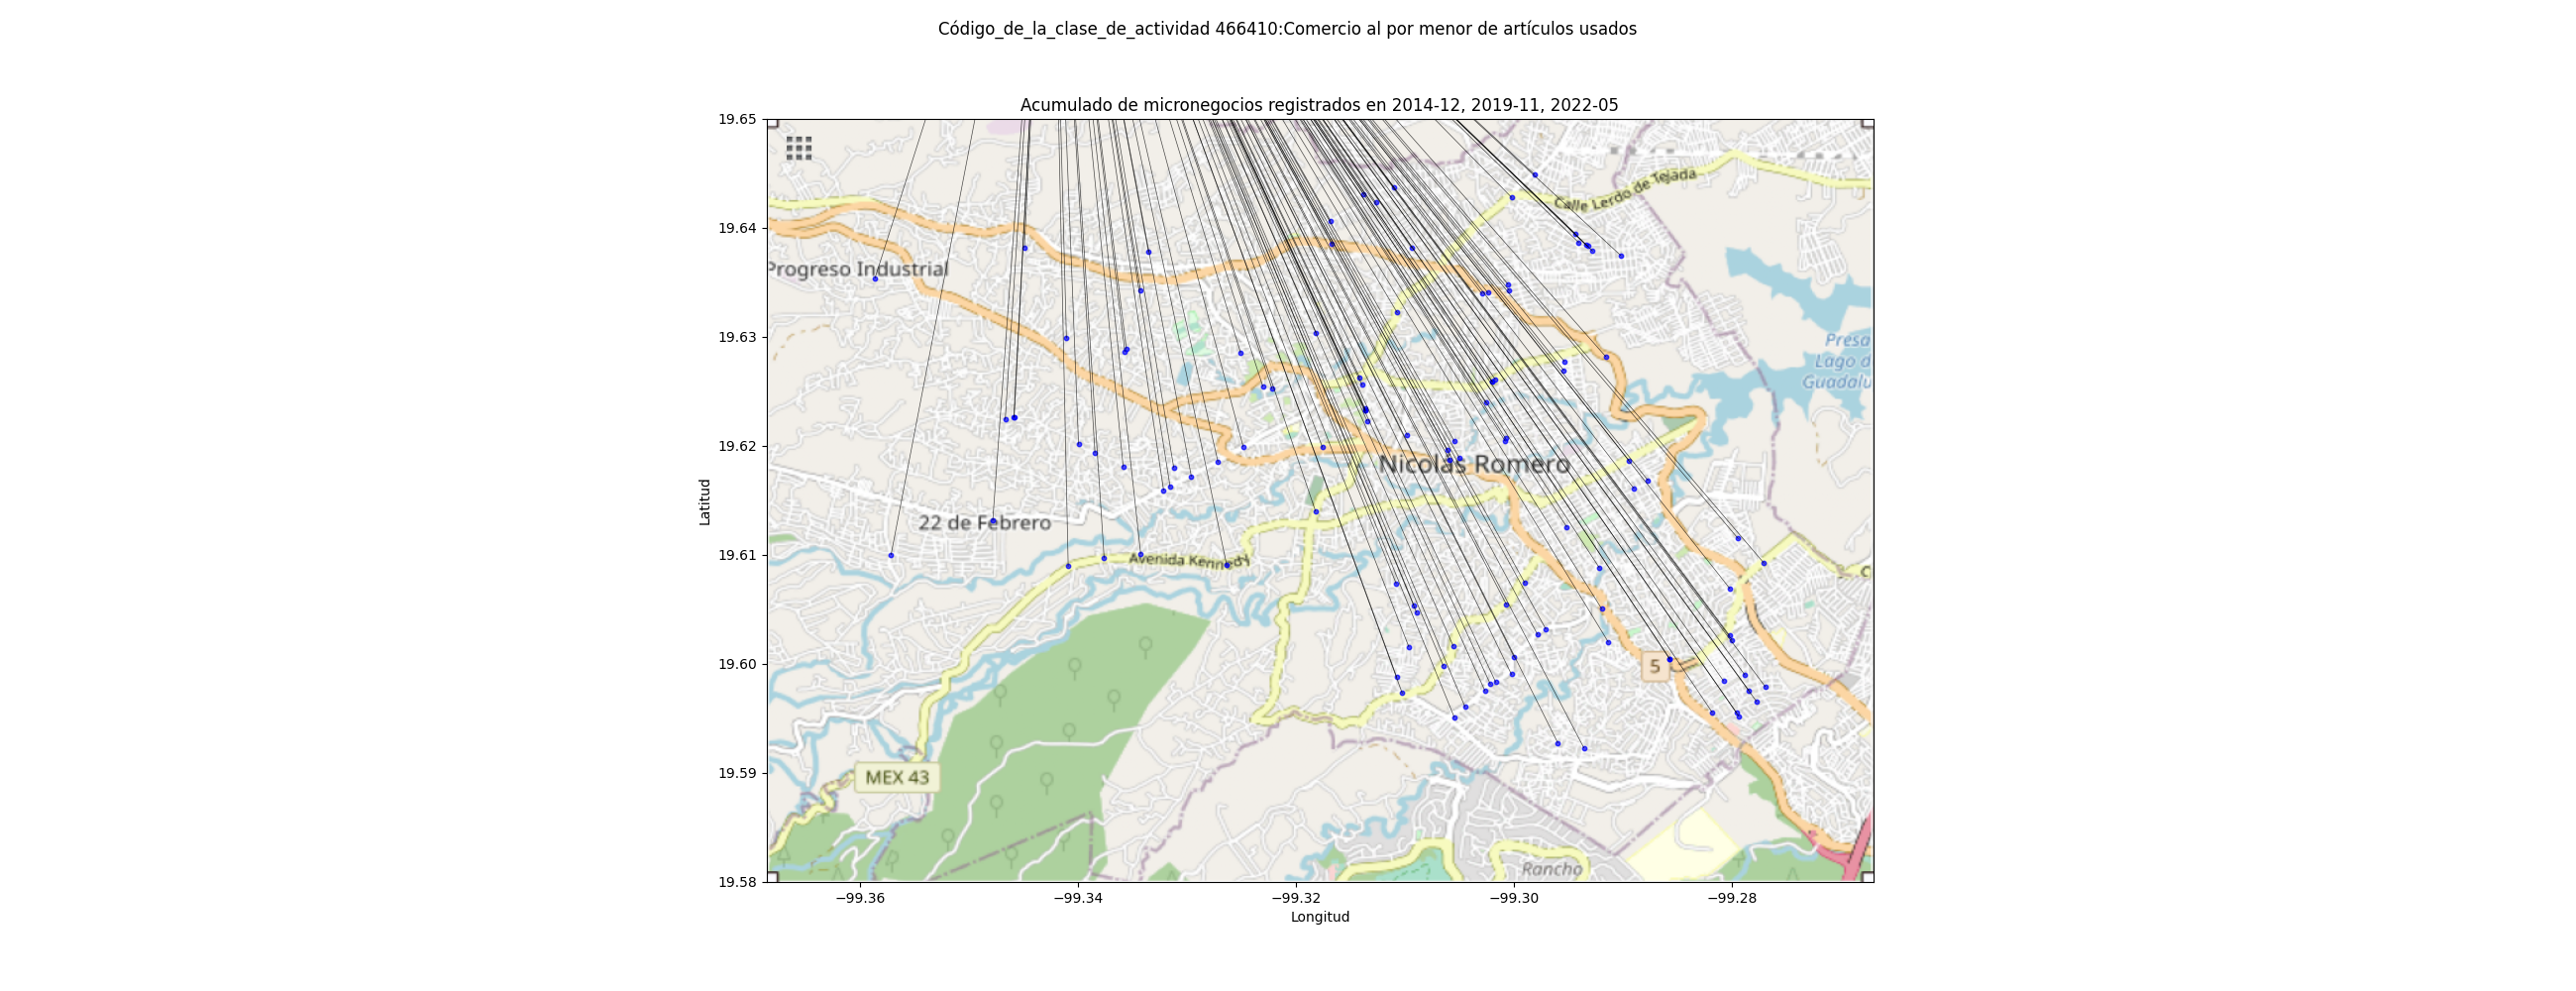 Código_de_la_clase_de_actividad 466410:Comercio al por menor de artículos usados
Acumulado de micronegocios registrados en 2014-12, 2019-11, 2022-05
19.65
19.64
19.63
19.62
19.61
19.60
19.59
19.58
Latitud
Calle Lerdo de Tejada
Progreso Industrial
Presa
Lago d
Guadalu
Nicolás Romero
22 de Febrero
Avenida Kennedy
C
5
MEX 43
Rancho
−99.36
−99.34
−99.32
−99.30
−99.28
Longitud